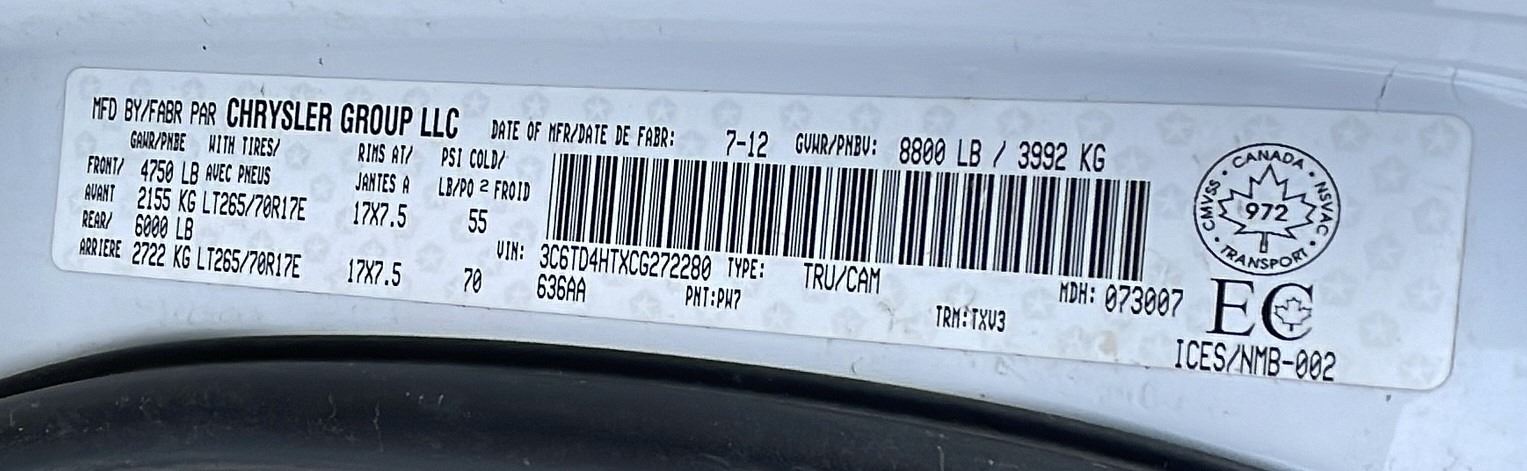 MFD BY/FABR PAR CHRYSLER GROUP LLC DATE OF MFR/DATE DE FABR: 7-12 GVWR/PNBV: 8800 LB / 3992 KG
GAWR/PNBE WITH TIRES/ RIMS AT/ PSI COLD/
FRONT/ 4750 LB AVEC PNEUS JANTES A LB/PO 2 FROID
AVANT 2155 KG LT265/70R17E 17X7.5 55
REAR/ 6000 LB
ARRIERE 2722 KG LT265/70R17E 17X7.5 70
VIN: 3C6TD4HTXCG272280 TYPE: TRU/CAM MDH: 073007
636AA PNT:PW7 TRM:TXV3
CANADA
CMVSS · NSVAC
972
TRANSPORT
EC
ICES/NMB-002